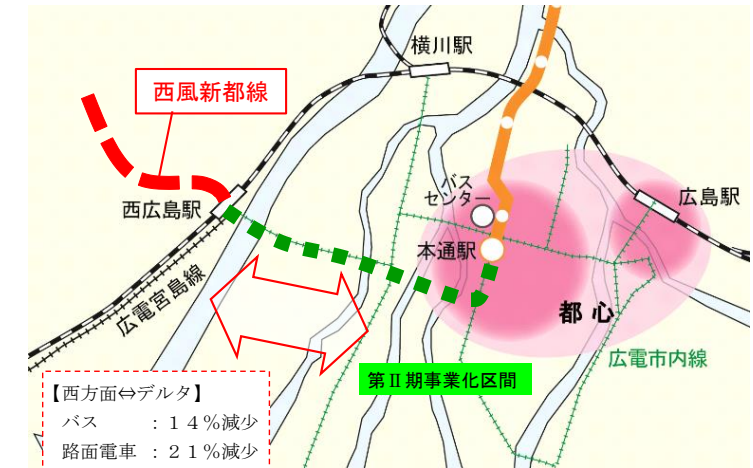 横川駅
西風新都線
バス
センター
広島駅
西広島駅
本通駅
広電宮島線
都心
広電市内線
第Ⅱ期事業化区間
【西方面⇔デルタ】
バス　　：１４％減少
路面電車　：２１％減少